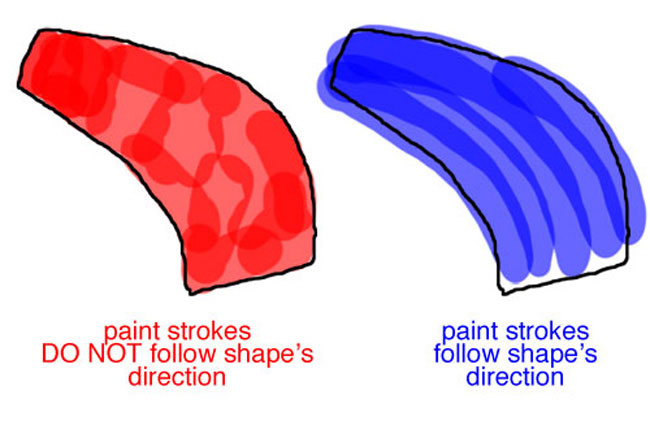 paint strokes
DO NOT follow shape's
direction
paint strokes
follow shape's
direction